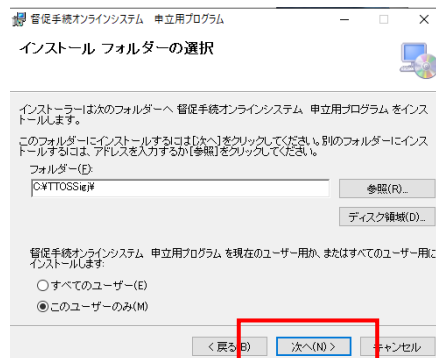 督促手続オンラインシステム 申立用プログラム
インストール フォルダーの選択
インストーラーは次のフォルダーへ 督促手続オンラインシステム 申立用プログラム をインス
トールします。
このフォルダーにインストールするには[次へ]をクリックしてください。別のフォルダーにインス
トールするには、アドレスを入力するか[参照]をクリックしてください。
フォルダー(F):
C:¥TTOSSigj¥
参照(R)...
ディスク領域(D)...
督促手続オンラインシステム 申立用プログラム を現在のユーザー用か、またはすべてのユーザー用に
インストールします:
すべてのユーザー(E)
このユーザーのみ(M)
< 戻る(B)
次へ(N) >
キャンセル